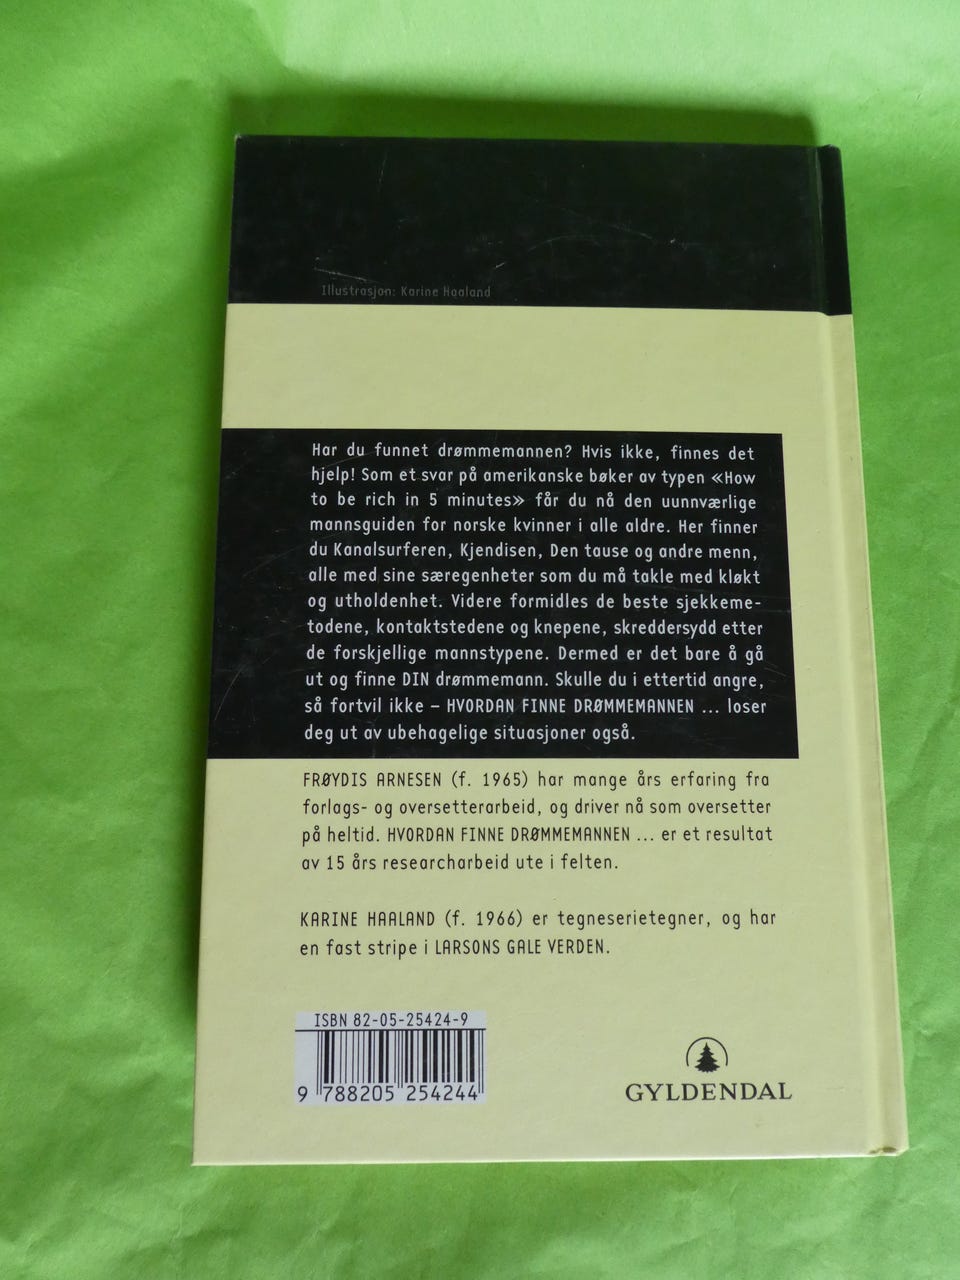 Illustrasjon: Karine Haaland
Har du funnet drømmemannen? Hvis ikke, finnes det
hjelp! Som et svar på amerikanske bøker av typen «How
to be rich in 5 minutes» får du nå den uunnværlige
mannsguiden for norske kvinner i alle aldre. Her finner
du Kanalsurferen, Kjendisen, Den tause og andre menn,
alle med sine særegenheter som du må takle med kløkt
og utholdenhet. Videre formidles de beste sjekkeme-
todene, kontaktstedene og knepene, skreddersydd etter
de forskjellige mannstypene. Dermed er det bare å gå
ut og finne DIN drømmemann. Skulle du i ettertid angre,
så fortvil ikke – HVORDAN FINNE DRØMMEMANNEN ... loser
deg ut av ubehagelige situasjoner også.
FRØYDIS ARNESEN (f. 1965) har mange års erfaring fra
forlags- og oversetterarbeid, og driver nå som oversetter
på heltid. HVORDAN FINNE DRØMMEMANNEN ... er et resultat
av 15 års researcharbeid ute i felten.
KARINE HAALAND (f. 1966) er tegneserietegner, og har
en fast stripe i LARSONS GALE VERDEN.
ISBN 82-05-25424-9
9 788205 254244
GYLDENDAL